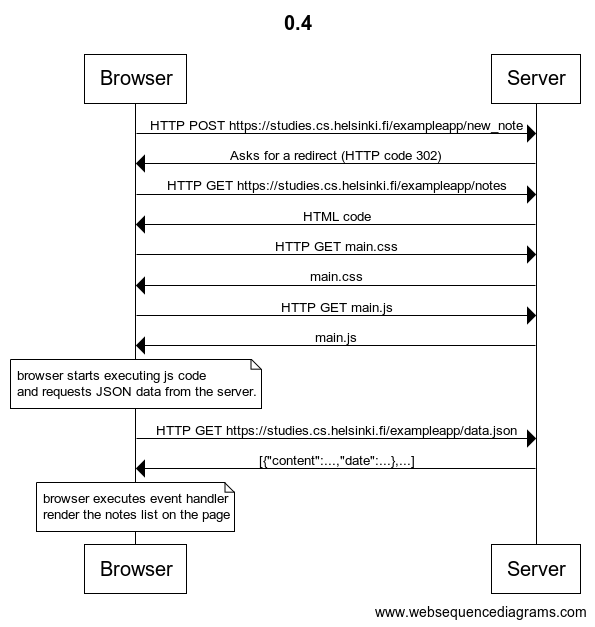 0.4
Browser
Server
HTTP POST https://studies.cs.helsinki.fi/exampleapp/new_note
Asks for a redirect (HTTP code 302)
HTTP GET https://studies.cs.helsinki.fi/exampleapp/notes
HTML code
HTTP GET main.css
main.css
HTTP GET main.js
main.js
browser starts executing js code
and requests JSON data from the server.
HTTP GET https://studies.cs.helsinki.fi/exampleapp/data.json
[{"content":...,"date":...},...]
browser executes event handler
render the notes list on the page
Browser
Server
www.websequencediagrams.com